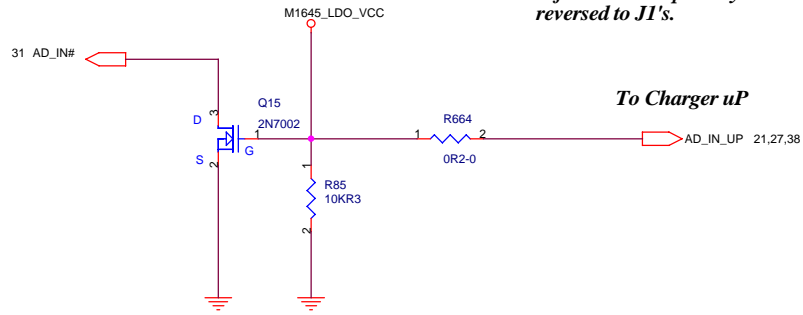 reversed to J1's.
M1645_LDO_VCC
31 AD_IN#
To Charger uP
Q15
2N7002
D
3
1
G
S
2
R664
1
2
0R2-0
AD_IN_UP 21,27,38
1
R85
10KR3
2